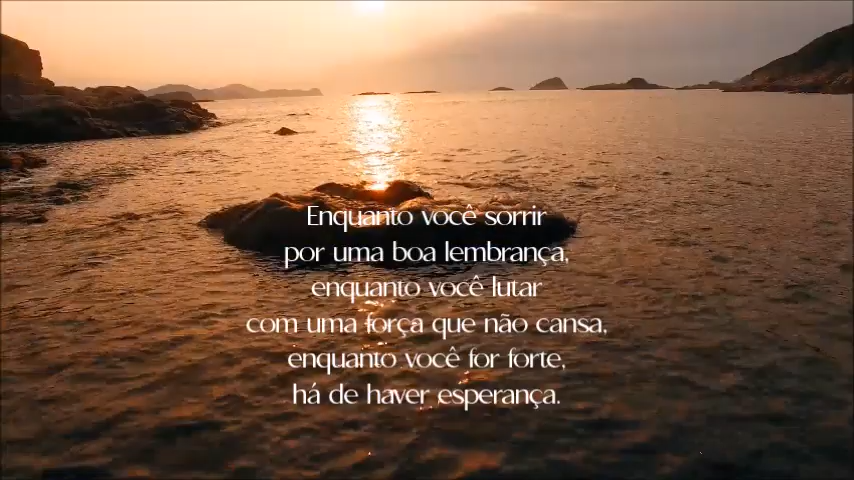 Enquanto você sorrir
por uma boa lembrança,
enquanto você lutar
com uma força que não cansa,
enquanto você for forte,
há de haver esperança.